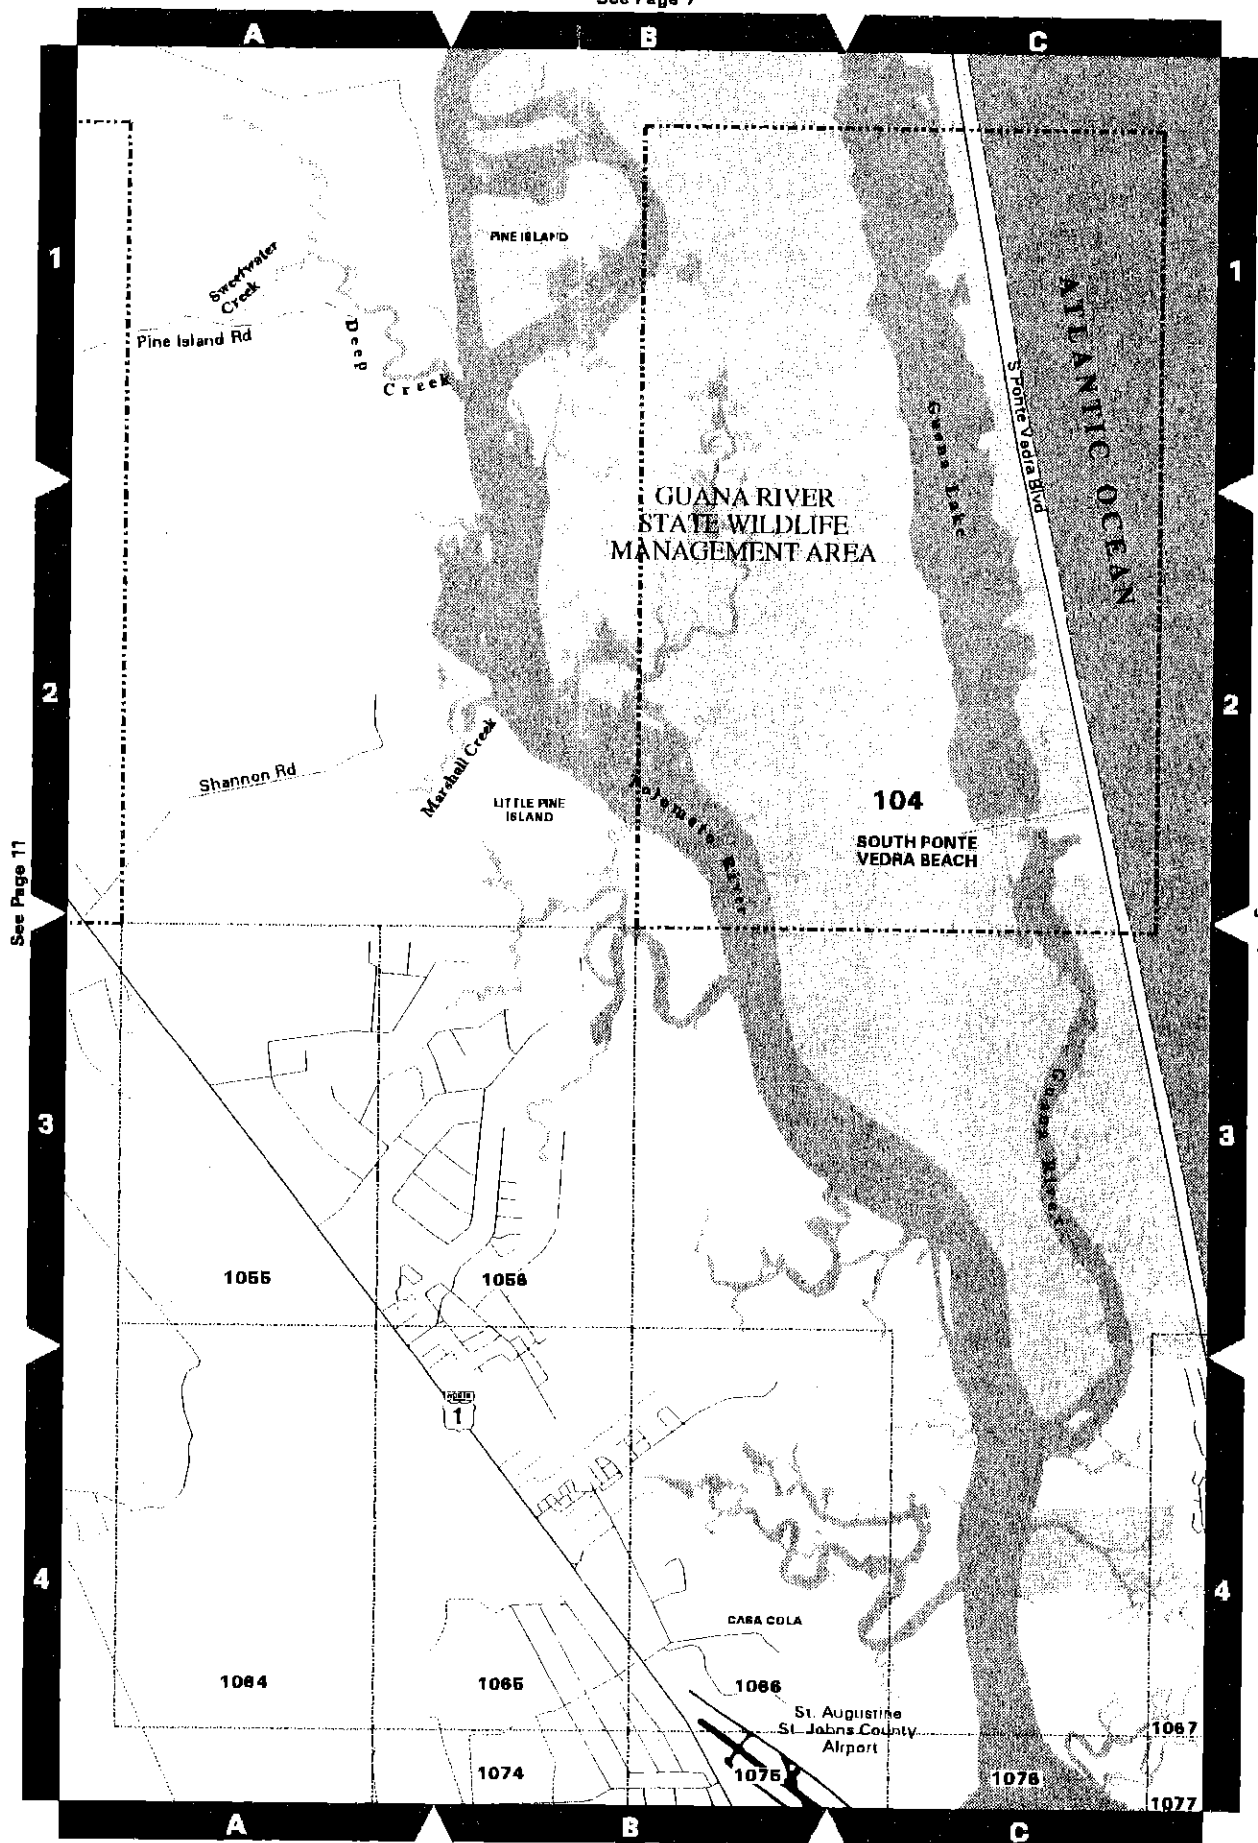 See Page 7
A
B
C
1
1
PINE ISLAND
Sweetwater
Creek
Pine Island Rd
Deep
Creek
ATLANTIC OCEAN
S Ponte Vedra Blvd
Guana Lake
GUANA RIVER
STATE WILDLIFE
MANAGEMENT AREA
2
2
Shannon Rd
Marshall Creek
LITTLE PINE
ISLAND
River
104
SOUTH PONTE
VEDRA BEACH
See Page 11
3
3
Guana River
1055
1056
NORTH
1
4
4
CASA COLA
1064
1065
1066
St. Augustine
St. Johns County
Airport
1067
1074
1075
1076
1077
A
B
C